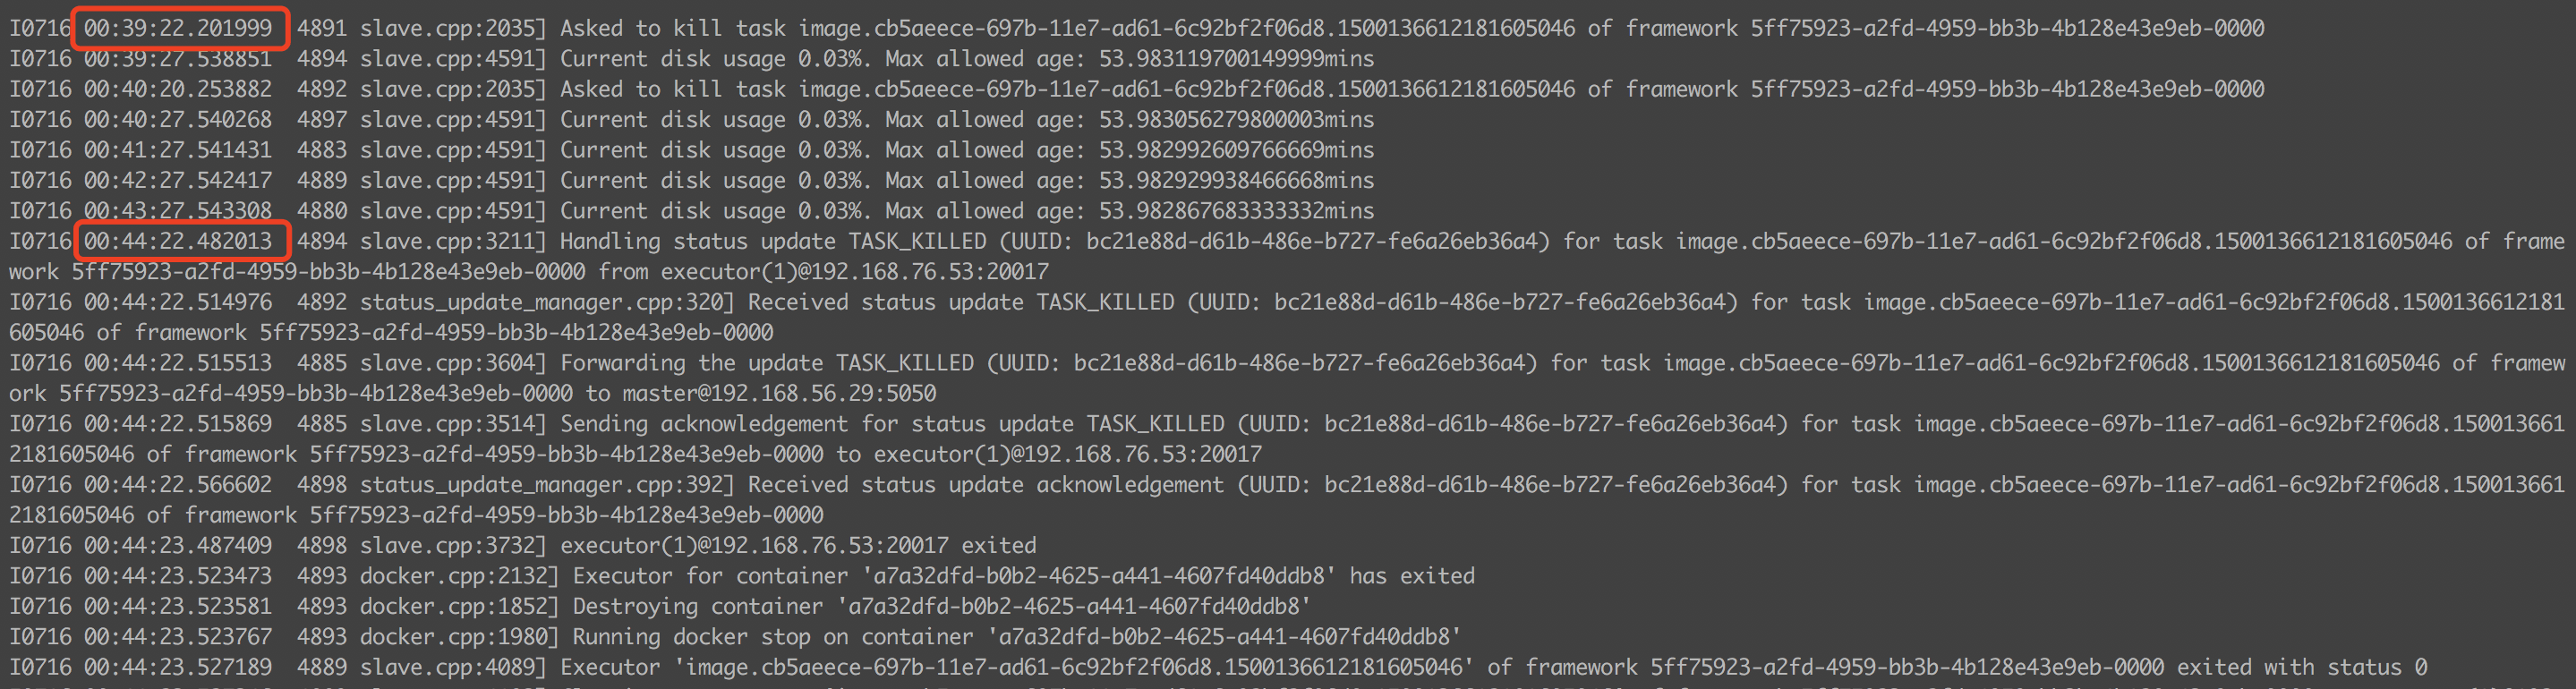 I0716 00:39:22.201999  4891 slave.cpp:2035] Asked to kill task image.cb5aeece-697b-11e7-ad61-6c92bf2f06d8.1500136612181605046 of framework 5ff75923-a2fd-4959-bb3b-4b128e43e9eb-0000
I0716 00:39:27.538851  4894 slave.cpp:4591] Current disk usage 0.03%. Max allowed age: 53.983119700149999mins
I0716 00:40:20.253882  4892 slave.cpp:2035] Asked to kill task image.cb5aeece-697b-11e7-ad61-6c92bf2f06d8.1500136612181605046 of framework 5ff75923-a2fd-4959-bb3b-4b128e43e9eb-0000
I0716 00:40:27.540268  4897 slave.cpp:4591] Current disk usage 0.03%. Max allowed age: 53.983056279800003mins
I0716 00:41:27.541431  4883 slave.cpp:4591] Current disk usage 0.03%. Max allowed age: 53.982992609766669mins
I0716 00:42:27.542417  4889 slave.cpp:4591] Current disk usage 0.03%. Max allowed age: 53.982929938466668mins
I0716 00:43:27.543308  4880 slave.cpp:4591] Current disk usage 0.03%. Max allowed age: 53.982867683333332mins
I0716 00:44:22.482013  4894 slave.cpp:3211] Handling status update TASK_KILLED (UUID: bc21e88d-d61b-486e-b727-fe6a26eb36a4) for task image.cb5aeece-697b-11e7-ad61-6c92bf2f06d8.1500136612181605046 of frame
work 5ff75923-a2fd-4959-bb3b-4b128e43e9eb-0000 from executor(1)@192.168.76.53:20017
I0716 00:44:22.514976  4892 status_update_manager.cpp:320] Received status update TASK_KILLED (UUID: bc21e88d-d61b-486e-b727-fe6a26eb36a4) for task image.cb5aeece-697b-11e7-ad61-6c92bf2f06d8.1500136612181
605046 of framework 5ff75923-a2fd-4959-bb3b-4b128e43e9eb-0000
I0716 00:44:22.515513  4885 slave.cpp:3604] Forwarding the update TASK_KILLED (UUID: bc21e88d-d61b-486e-b727-fe6a26eb36a4) for task image.cb5aeece-697b-11e7-ad61-6c92bf2f06d8.1500136612181605046 of framew
ork 5ff75923-a2fd-4959-bb3b-4b128e43e9eb-0000 to master@192.168.56.29:5050
I0716 00:44:22.515869  4885 slave.cpp:3514] Sending acknowledgement for status update TASK_KILLED (UUID: bc21e88d-d61b-486e-b727-fe6a26eb36a4) for task image.cb5aeece-697b-11e7-ad61-6c92bf2f06d8.150013661
2181605046 of framework 5ff75923-a2fd-4959-bb3b-4b128e43e9eb-0000 to executor(1)@192.168.76.53:20017
I0716 00:44:22.566602  4898 status_update_manager.cpp:392] Received status update acknowledgement (UUID: bc21e88d-d61b-486e-b727-fe6a26eb36a4) for task image.cb5aeece-697b-11e7-ad61-6c92bf2f06d8.150013661
2181605046 of framework 5ff75923-a2fd-4959-bb3b-4b128e43e9eb-0000
I0716 00:44:23.487409  4898 slave.cpp:3732] executor(1)@192.168.76.53:20017 exited
I0716 00:44:23.523473  4893 docker.cpp:2132] Executor for container 'a7a32dfd-b0b2-4625-a441-4607fd40ddb8' has exited
I0716 00:44:23.523581  4893 docker.cpp:1852] Destroying container 'a7a32dfd-b0b2-4625-a441-4607fd40ddb8'
I0716 00:44:23.523767  4893 docker.cpp:1980] Running docker stop on container 'a7a32dfd-b0b2-4625-a441-4607fd40ddb8'
I0716 00:44:23.527189  4889 slave.cpp:4089] Executor 'image.cb5aeece-697b-11e7-ad61-6c92bf2f06d8.1500136612181605046' of framework 5ff75923-a2fd-4959-bb3b-4b128e43e9eb-0000 exited with status 0